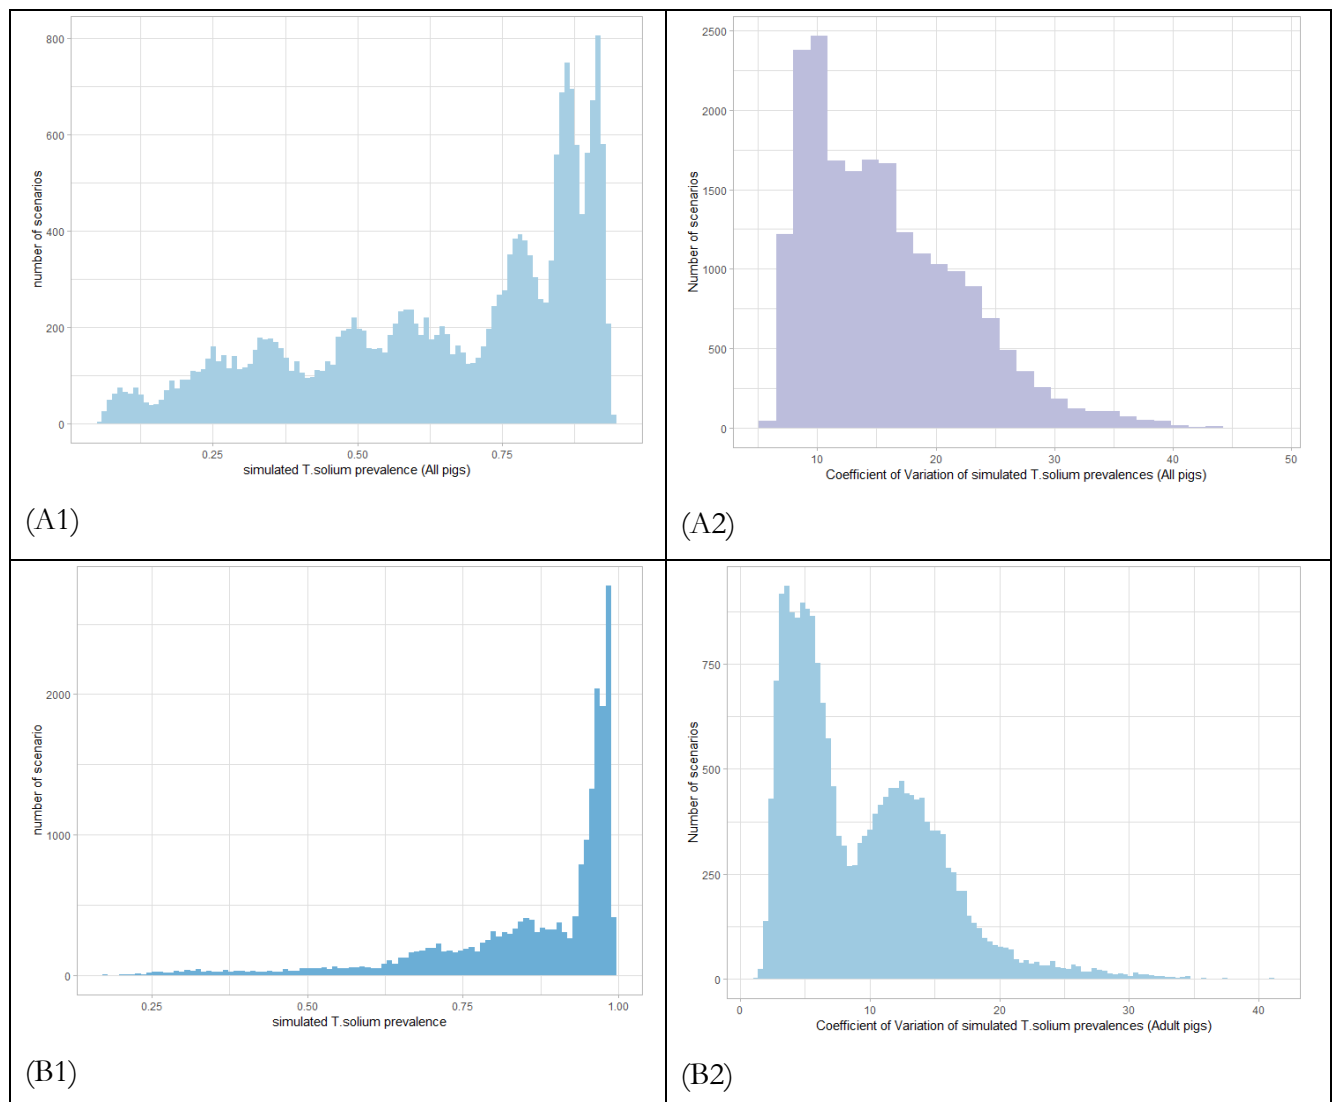 800
600
400
200
0
number of scenarios
0.25
0.50
0.75
simulated T.solium prevalence (All pigs)
(A1)
2500
2000
1500
1000
500
0
Number of scenarios
10
20
30
40
50
Coefficient of Variation of simulated T.solium prevalences (All pigs)
(A2)
2000
1000
0
number of scenario
0.25
0.50
0.75
1.00
simulated T.solium prevalence
(B1)
750
500
250
0
Number of scenarios
0
10
20
30
40
Coefficient of Variation of simulated T.solium prevalences (Adult pigs)
(B2)